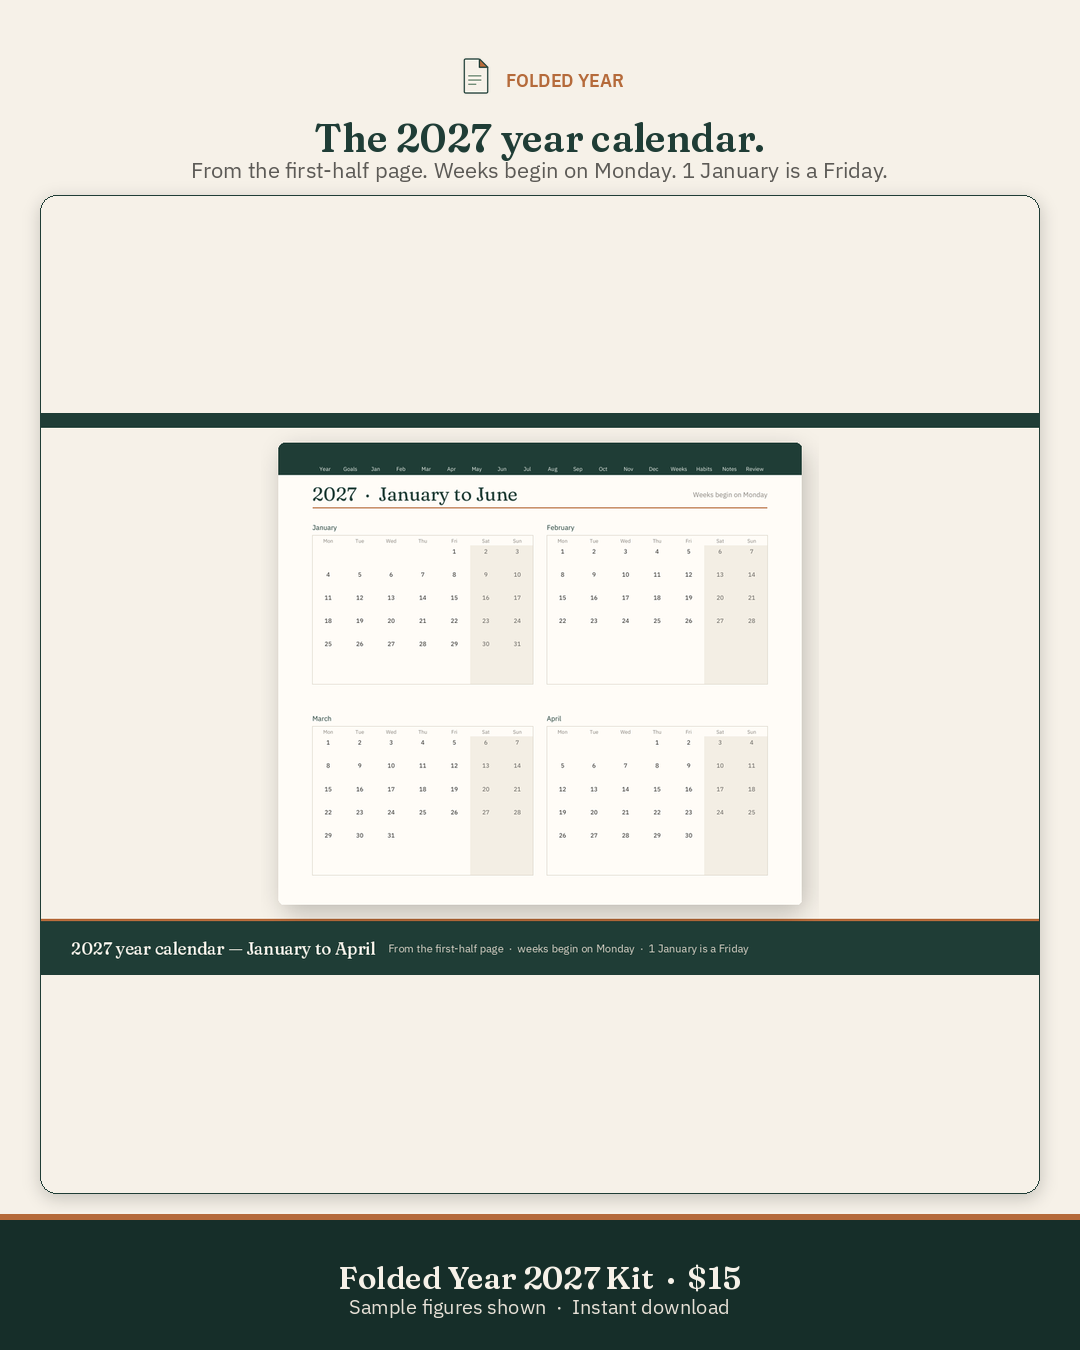 FOLDED YEAR
The 2027 year calendar.
From the first-half page. Weeks begin on Monday. 1 January is a Friday.
Year Goals Jan Feb Mar Apr May Jun Jul Aug Sep Oct Nov Dec Weeks Habits Notes Review
2027 · January to June
Weeks begin on Monday
January
Mon Tue Wed Thu Fri Sat Sun
1 2 3
4 5 6 7 8 9 10
11 12 13 14 15 16 17
18 19 20 21 22 23 24
25 26 27 28 29 30 31
February
Mon Tue Wed Thu Fri Sat Sun
1 2 3 4 5 6 7
8 9 10 11 12 13 14
15 16 17 18 19 20 21
22 23 24 25 26 27 28
March
Mon Tue Wed Thu Fri Sat Sun
1 2 3 4 5 6 7
8 9 10 11 12 13 14
15 16 17 18 19 20 21
22 23 24 25 26 27 28
29 30 31
April
Mon Tue Wed Thu Fri Sat Sun
1 2 3 4
5 6 7 8 9 10 11
12 13 14 15 16 17 18
19 20 21 22 23 24 25
26 27 28 29 30
2027 year calendar — January to April
From the first-half page · weeks begin on Monday · 1 January is a Friday
Folded Year 2027 Kit · $15
Sample figures shown · Instant download